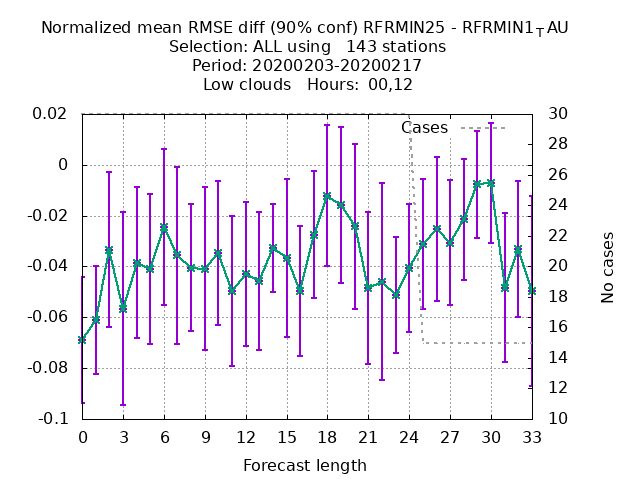 Normalized mean RMSE diff (90% conf) RFRMIN25 - RFRMIN1_TAU
Selection: ALL using   143 stations
Period: 20200203-20200217
Low clouds   Hours:  00,12
Cases
0.02
0
-0.02
-0.04
-0.06
-0.08
-0.1
30
28
26
24
22
20
18
16
14
12
10
No cases
0 3 6 9 12 15 18 21 24 27 30 33
Forecast length